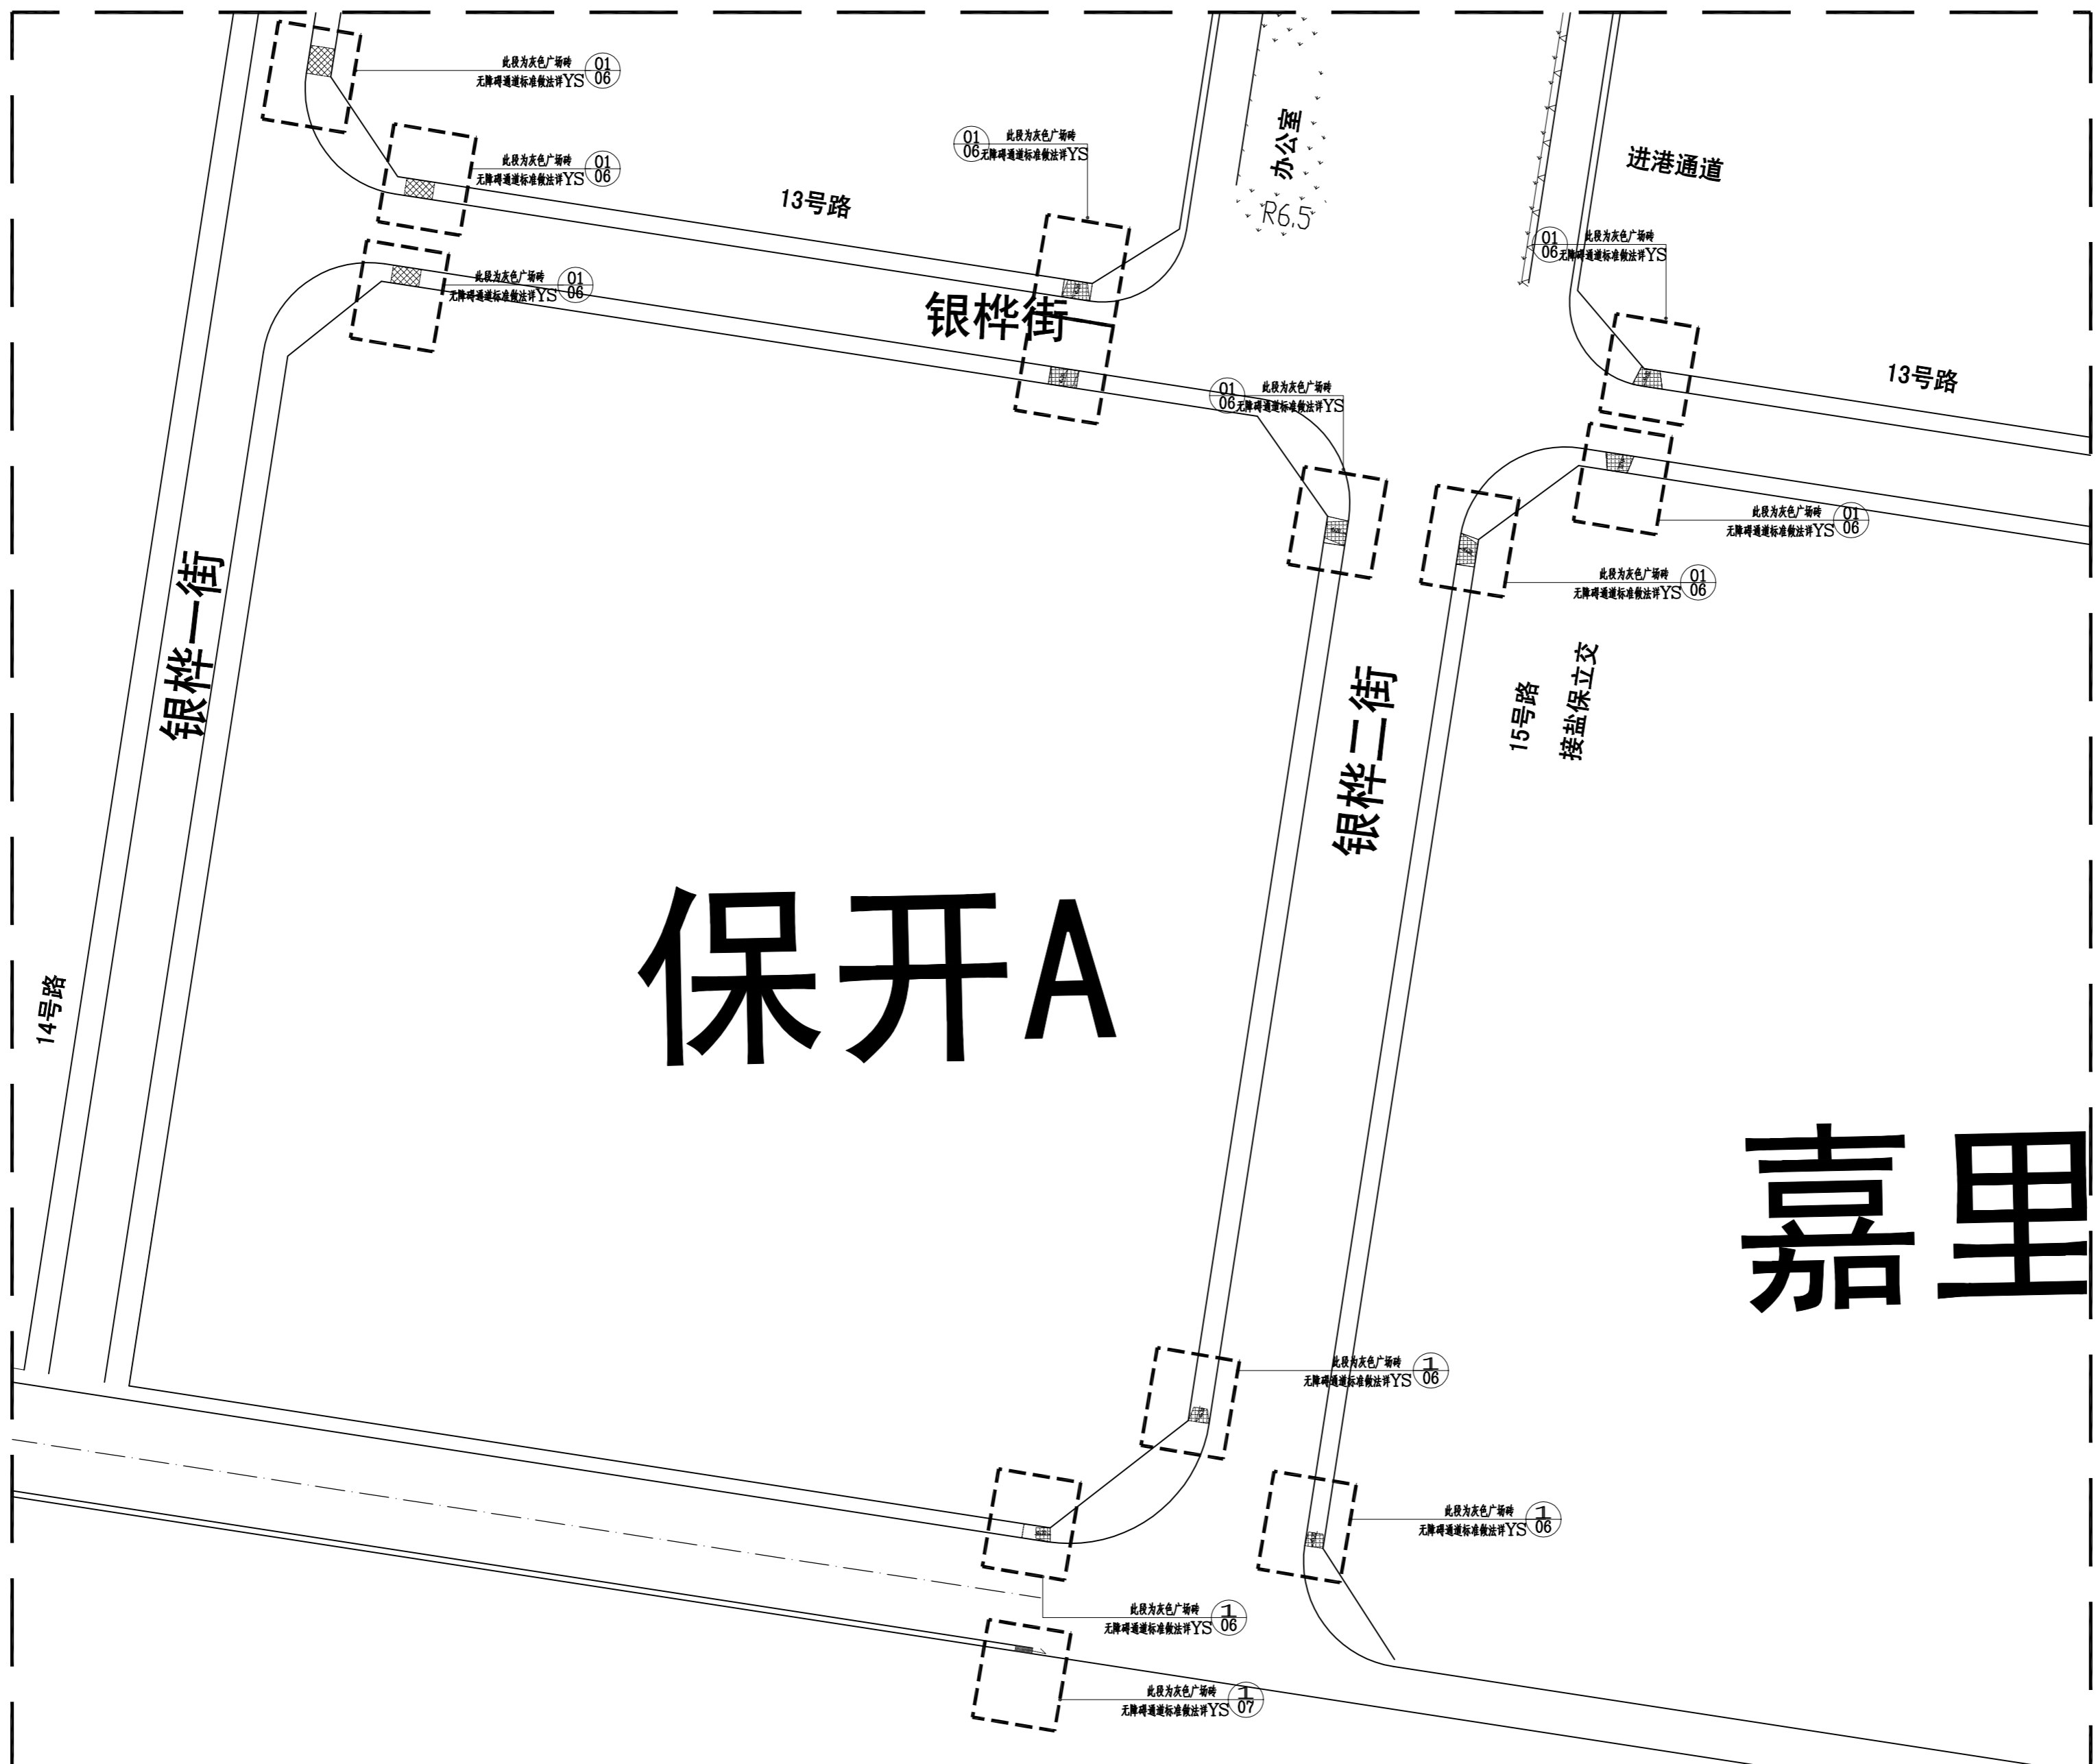 此段为灰色广场砖
无障碍通道标准做法详YS
01
06
此段为灰色广场砖
无障碍通道标准做法详YS
01
06
01
06
此段为灰色广场砖
无障碍通道标准做法详YS
办公室
R6.5
进港通道
13号路
01
06
此段为灰色广场砖
无障碍通道标准做法详YS
此段为灰色广场砖
无障碍通道标准做法详YS
01
06
银桦街
13号路
01
06
此段为灰色广场砖
无障碍通道标准做法详YS
此段为灰色广场砖
无障碍通道标准做法详YS
01
06
此段为灰色广场砖
无障碍通道标准做法详YS
01
06
银桦一街
银桦二街
15号路
接盐保立交
保开A
14号路
嘉里
此段为灰色广场砖
无障碍通道标准做法详YS
1
06
此段为灰色广场砖
无障碍通道标准做法详YS
1
06
此段为灰色广场砖
无障碍通道标准做法详YS
1
06
此段为灰色广场砖
无障碍通道标准做法详YS
1
07